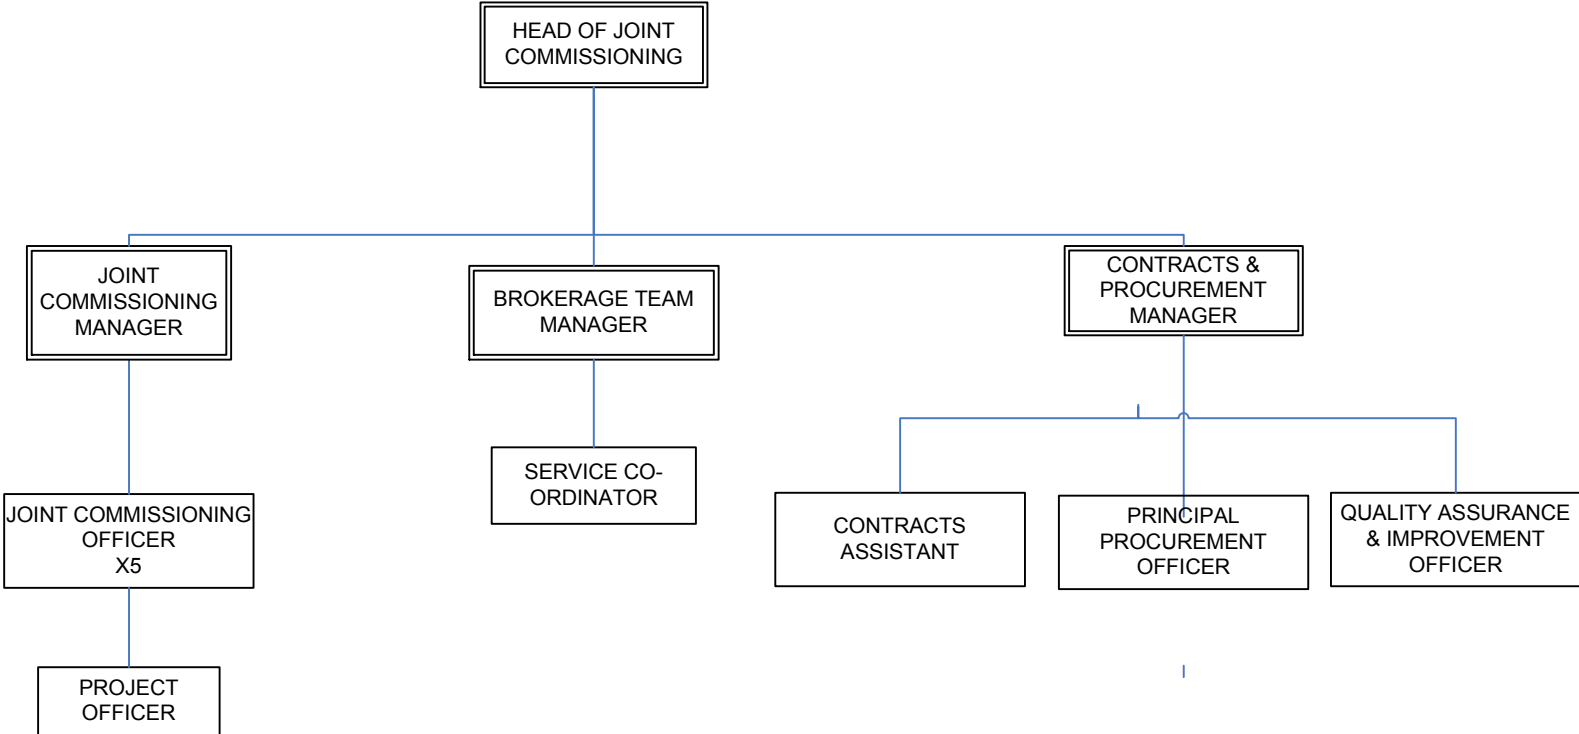 HEAD OF JOINT
COMMISSIONING
JOINT
COMMISSIONING
MANAGER
BROKERAGE TEAM
MANAGER
CONTRACTS &
PROCUREMENT
MANAGER
SERVICE CO-
ORDINATOR
JOINT COMMISSIONING
OFFICER
X5
CONTRACTS
ASSISTANT
PRINCIPAL
PROCUREMENT
OFFICER
QUALITY ASSURANCE
& IMPROVEMENT
OFFICER
PROJECT
OFFICER